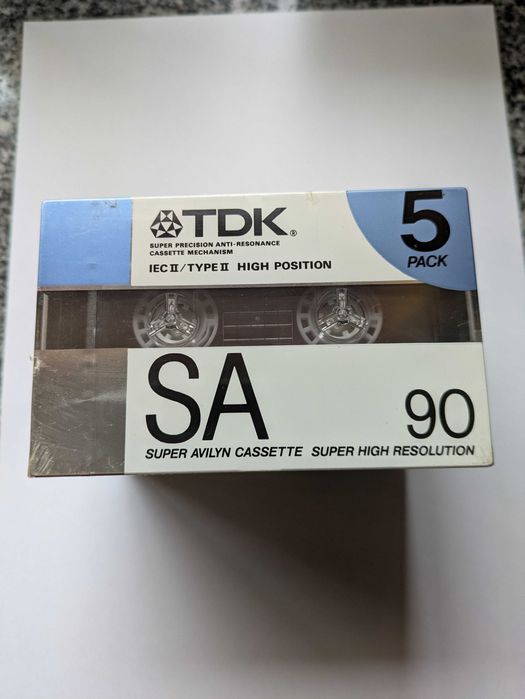 TDK®
SUPER PRECISION ANTI-RESONANCE
CASSETTE MECHANISM
IEC II/TYPE II HIGH POSITION
5
PACK
SA
90
SUPER AVILYN CASSETTE SUPER HIGH RESOLUTION